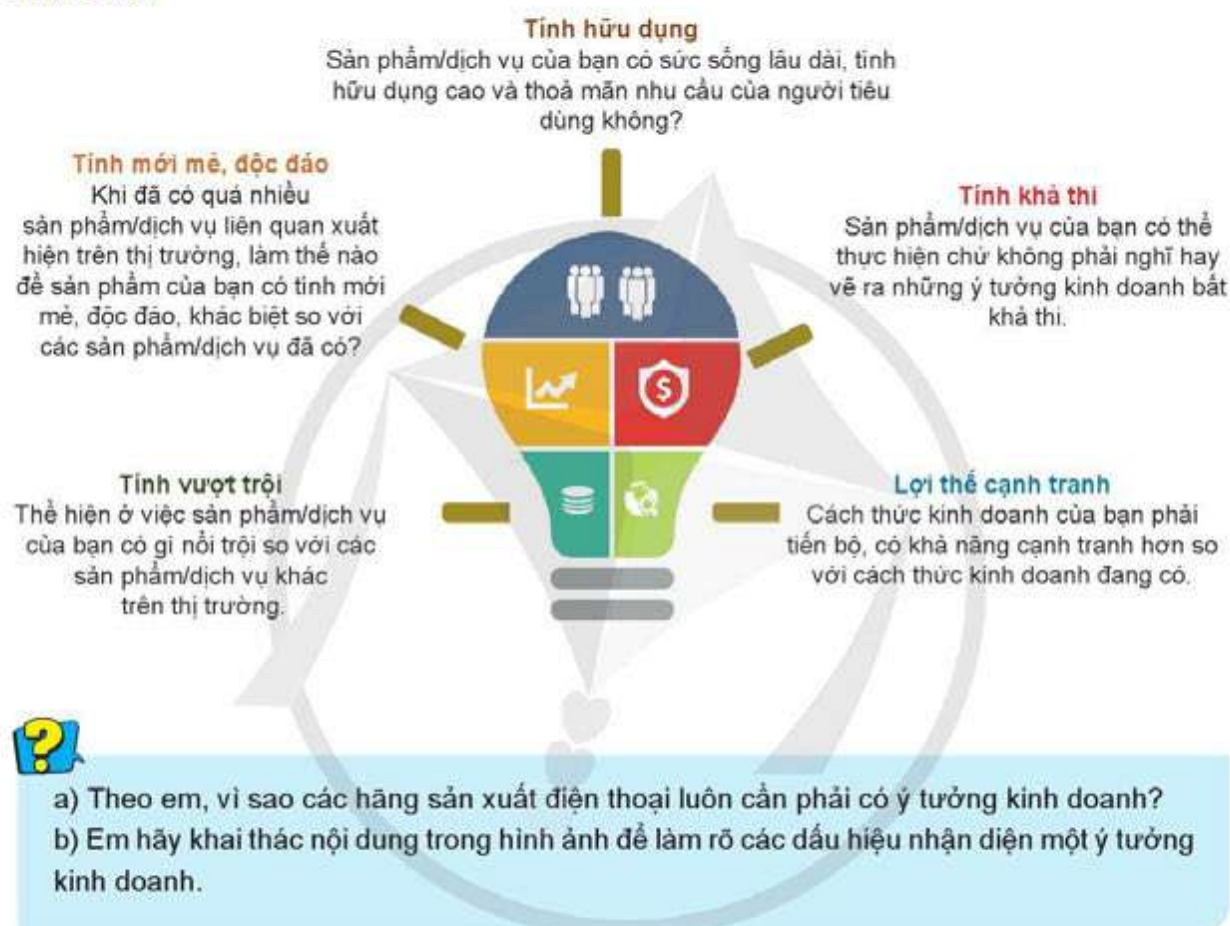 Tính hữu dụng
Sản phẩm/dịch vụ của bạn có sức sống lâu dài, tính
hữu dụng cao và thoả mãn nhu cầu của người tiêu
dùng không?
Tính mới mẻ, độc đáo
Khi đã có quá nhiều
sản phẩm/dịch vụ liên quan xuất
hiện trên thị trường, làm thế nào
để sản phẩm của bạn có tính mới
mẻ, độc đáo, khác biệt so với
các sản phẩm/dịch vụ đã có?
Tính khả thi
Sản phẩm/dịch vụ của bạn có thể
thực hiện chứ không phải nghĩ hay
vẽ ra những ý tưởng kinh doanh bất
khả thi.
Tính vượt trội
Thể hiện ở việc sản phẩm/dịch vụ
của bạn có gì nổi trội so với các
sản phẩm/dịch vụ khác
trên thị trường.
Lợi thế cạnh tranh
Cách thức kinh doanh của bạn phải
tiến bộ, có khả năng cạnh tranh hơn so
với cách thức kinh doanh đang có.
$
?
a) Theo em, vì sao các hãng sản xuất điện thoại luôn cần phải có ý tưởng kinh doanh?
b) Em hãy khai thác nội dung trong hình ảnh để làm rõ các dấu hiệu nhận diện một ý tưởng
kinh doanh.